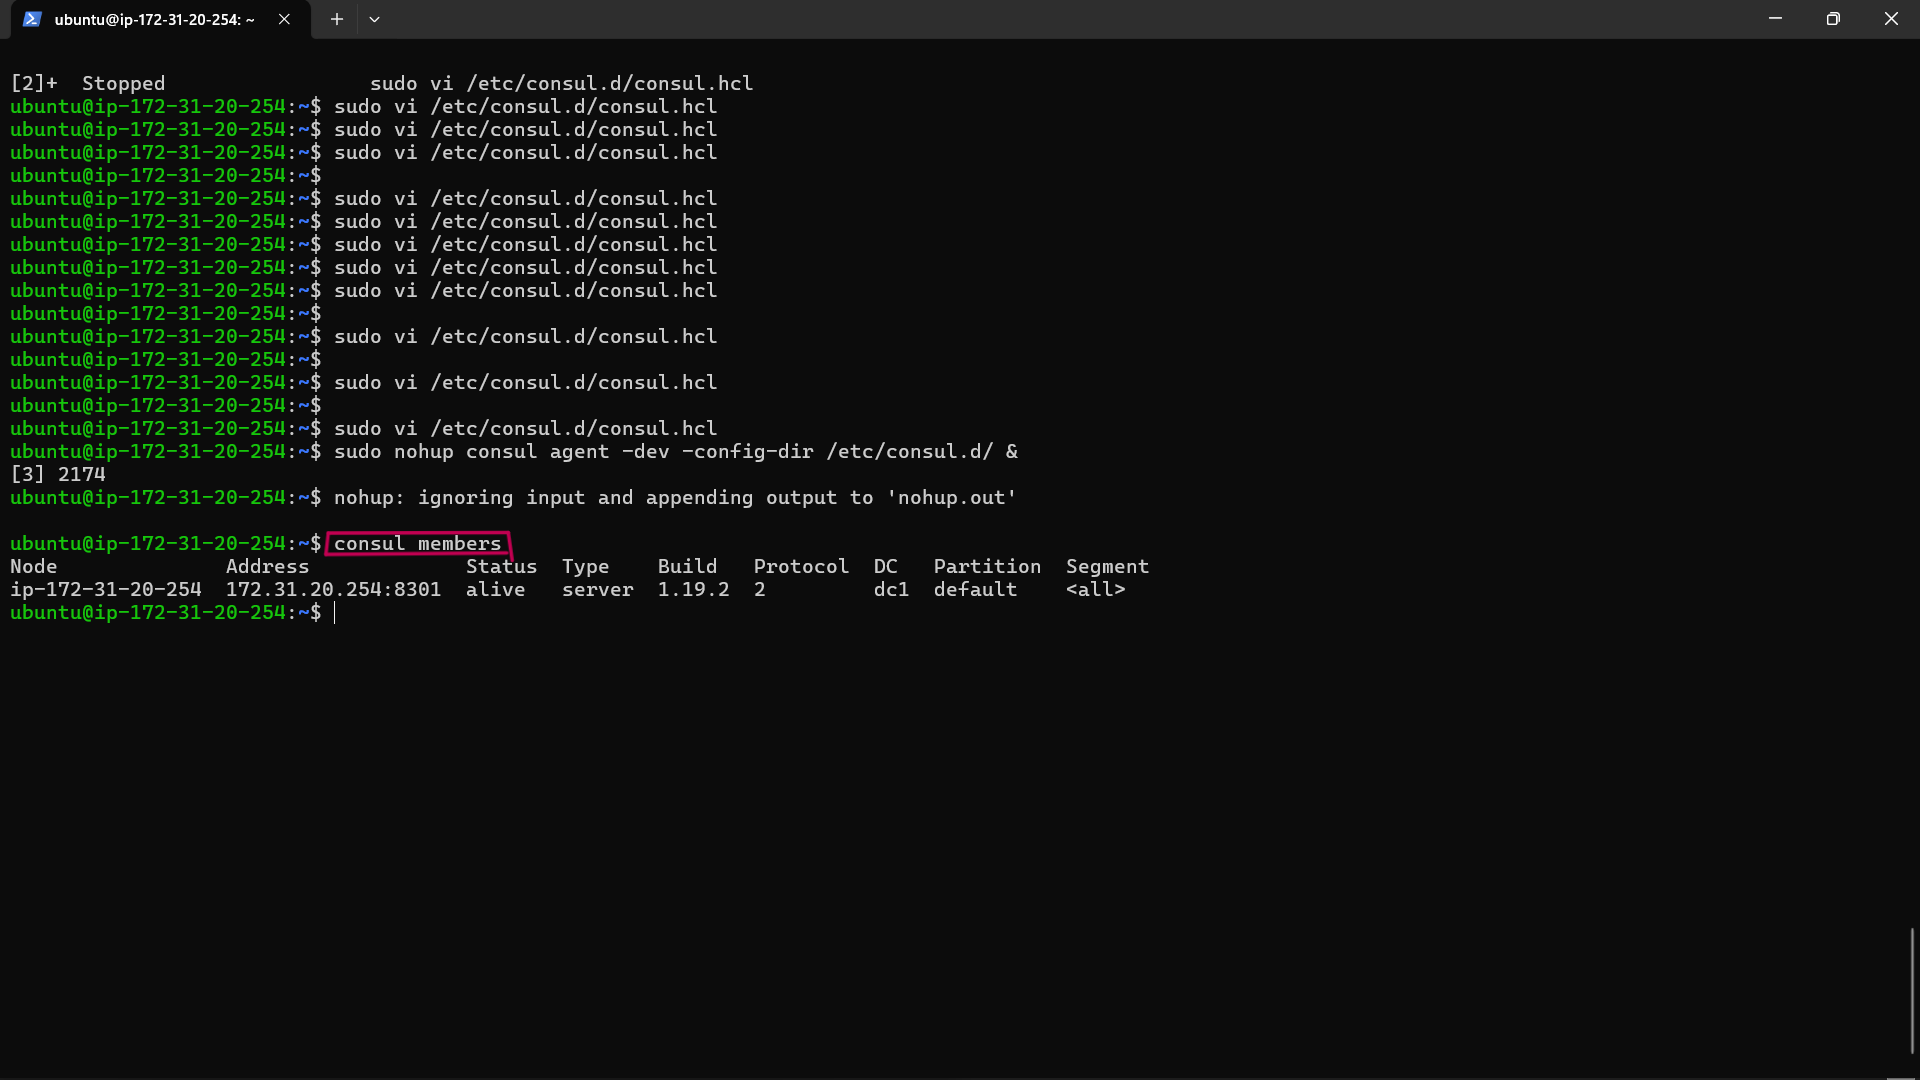 ubuntu@ip-172-31-20-254: ~
[2]+  Stopped                 sudo vi /etc/consul.d/consul.hcl
ubuntu@ip-172-31-20-254:~$ sudo vi /etc/consul.d/consul.hcl
ubuntu@ip-172-31-20-254:~$ sudo vi /etc/consul.d/consul.hcl
ubuntu@ip-172-31-20-254:~$ sudo vi /etc/consul.d/consul.hcl
ubuntu@ip-172-31-20-254:~$
ubuntu@ip-172-31-20-254:~$ sudo vi /etc/consul.d/consul.hcl
ubuntu@ip-172-31-20-254:~$ sudo vi /etc/consul.d/consul.hcl
ubuntu@ip-172-31-20-254:~$ sudo vi /etc/consul.d/consul.hcl
ubuntu@ip-172-31-20-254:~$ sudo vi /etc/consul.d/consul.hcl
ubuntu@ip-172-31-20-254:~$ sudo vi /etc/consul.d/consul.hcl
ubuntu@ip-172-31-20-254:~$
ubuntu@ip-172-31-20-254:~$ sudo vi /etc/consul.d/consul.hcl
ubuntu@ip-172-31-20-254:~$
ubuntu@ip-172-31-20-254:~$ sudo vi /etc/consul.d/consul.hcl
ubuntu@ip-172-31-20-254:~$
ubuntu@ip-172-31-20-254:~$ sudo vi /etc/consul.d/consul.hcl
ubuntu@ip-172-31-20-254:~$ sudo nohup consul agent -dev -config-dir /etc/consul.d/ &
[3] 2174
ubuntu@ip-172-31-20-254:~$ nohup: ignoring input and appending output to 'nohup.out'
ubuntu@ip-172-31-20-254:~$ consul members
Node              Address             Status  Type    Build   Protocol  DC   Partition  Segment
ip-172-31-20-254  172.31.20.254:8301  alive   server  1.19.2  2         dc1  default    <all>
ubuntu@ip-172-31-20-254:~$